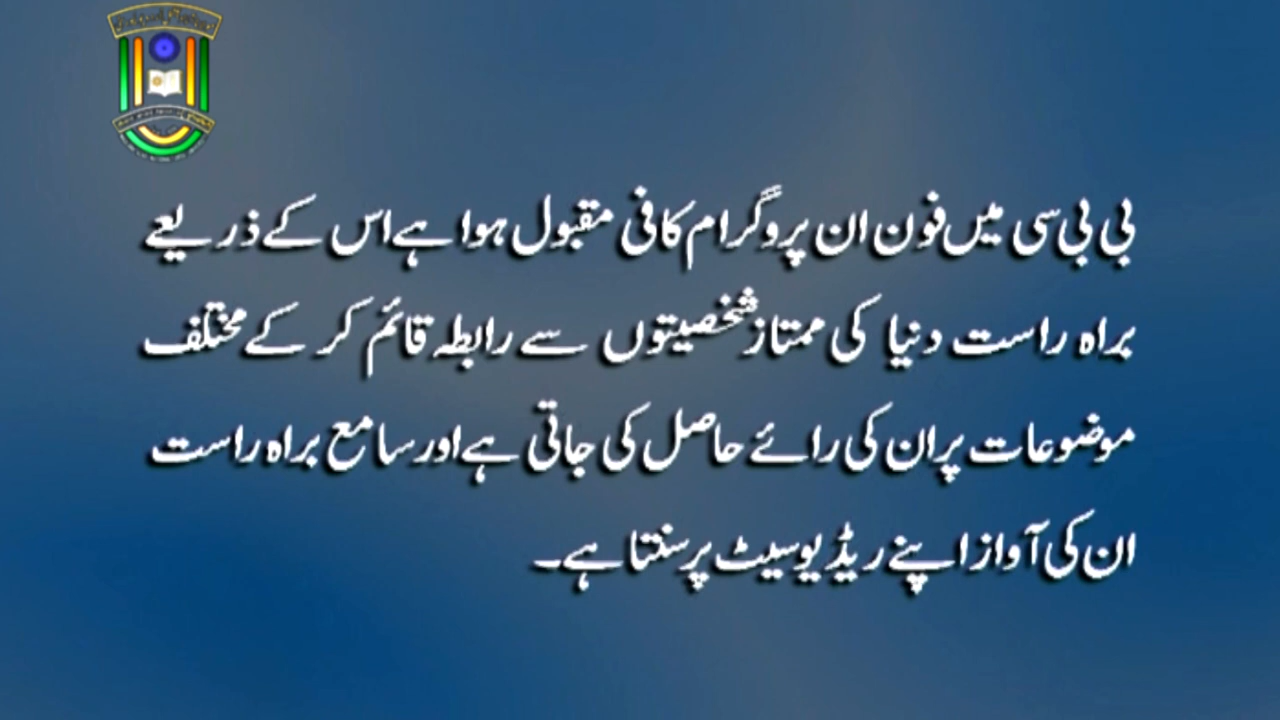 بی بی سی میں فون ان پروگرام کافی مقبول ہوا ہے اس کے ذریعے
براہ راست دنیا کی ممتاز شخصیتوں سے رابطہ قائم کر کے مختلف
موضوعات پر ان کی رائے حاصل کی جاتی ہے اور سامع براہ راست
ان کی آواز اپنے ریڈیو سیٹ پر سنتا ہے۔